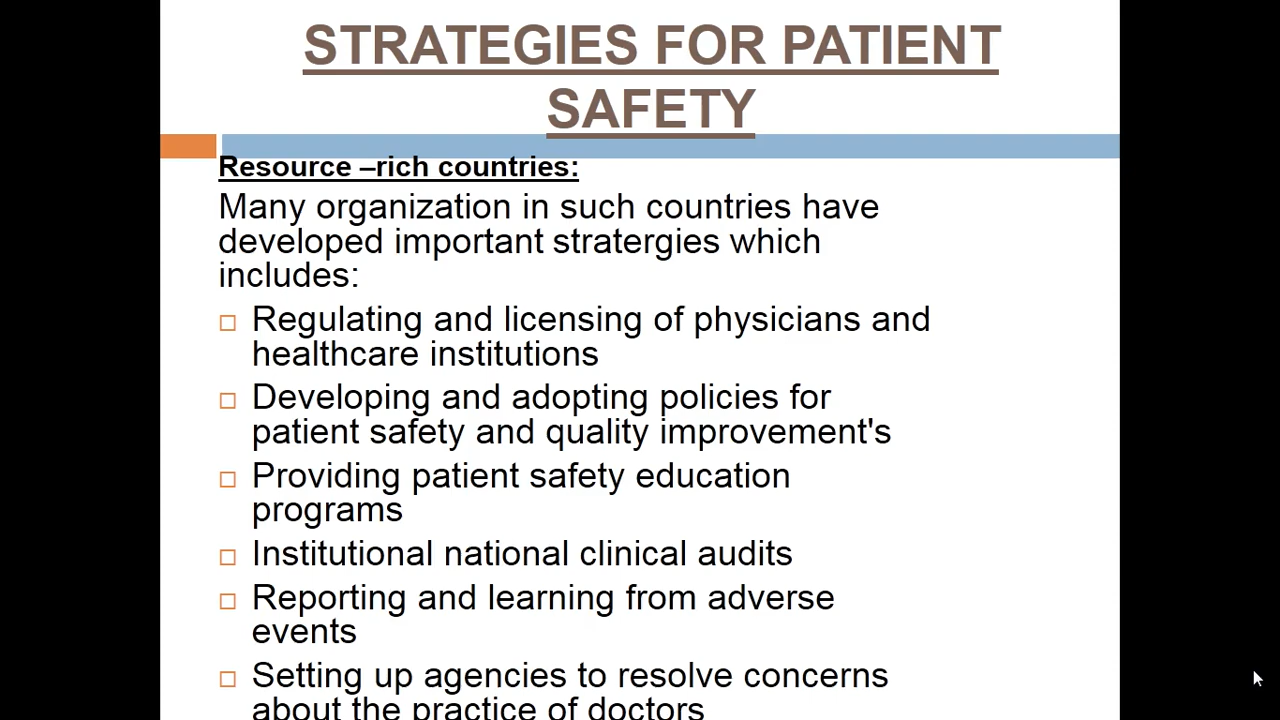 STRATEGIES FOR PATIENT
SAFETY
Resource –rich countries:
Many organization in such countries have
developed important stratergies which
includes:
Regulating and licensing of physicians and
healthcare institutions
Developing and adopting policies for
patient safety and quality improvement's
Providing patient safety education
programs
Institutional national clinical audits
Reporting and learning from adverse
events
Setting up agencies to resolve concerns
about the practice of doctors